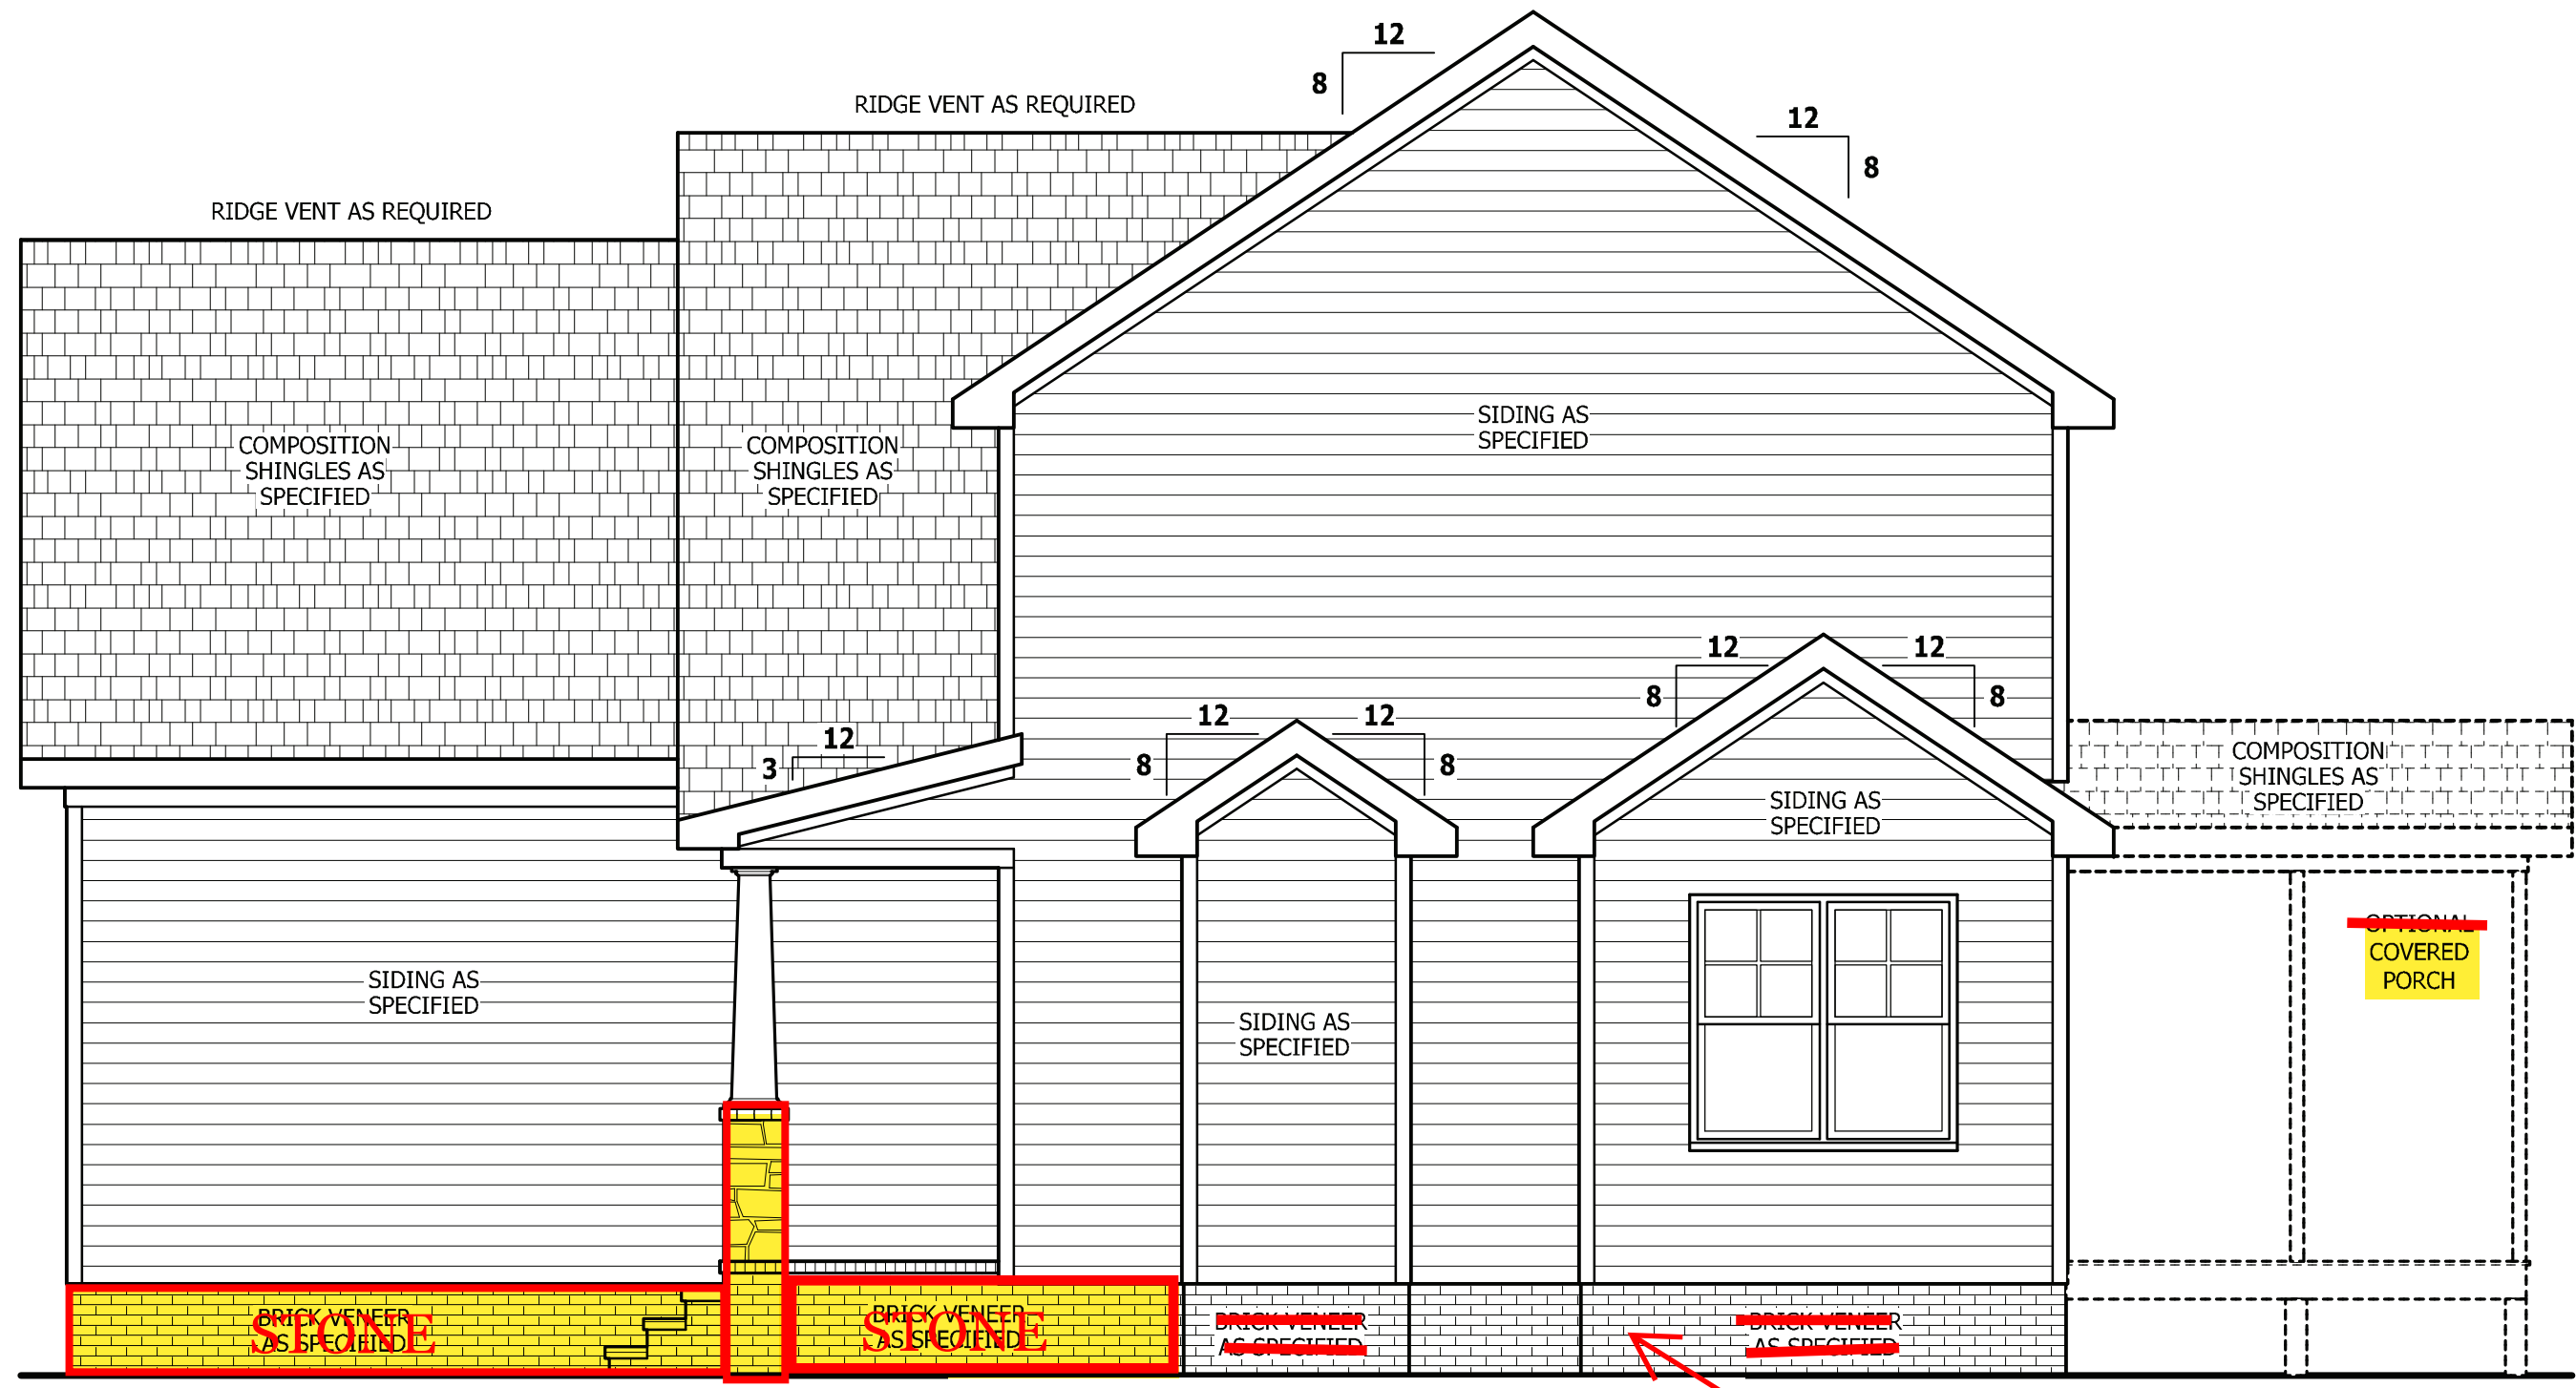 12
8
12
8
RIDGE VENT AS REQUIRED
RIDGE VENT AS REQUIRED
COMPOSITION
SHINGLES AS
SPECIFIED
COMPOSITION
SHINGLES AS
SPECIFIED
SIDING AS
SPECIFIED
12
3
12
8
12
8
12
8
12
8
SIDING AS
SPECIFIED
COMPOSITION
SHINGLES AS
SPECIFIED
OPTIONAL
COVERED
PORCH
SIDING AS
SPECIFIED
SIDING AS
SPECIFIED
BRICK VENEER
AS SPECIFIED
STONE
BRICK VENEER
AS SPECIFIED
STONE
BRICK VENEER
AS SPECIFIED
BRICK VENEER
AS SPECIFIED